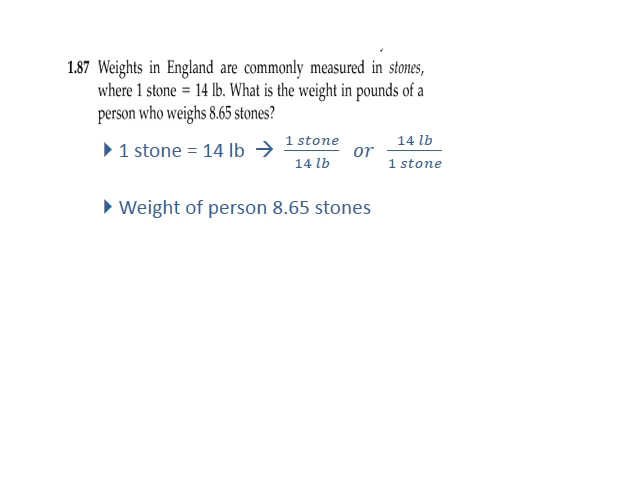 1.87 Weights in England are commonly measured in stones,
where 1 stone = 14 lb. What is the weight in pounds of a
person who weighs 8.65 stones?
1 stone = 14 lb → 1 stone / 14 lb or 14 lb / 1 stone
Weight of person 8.65 stones